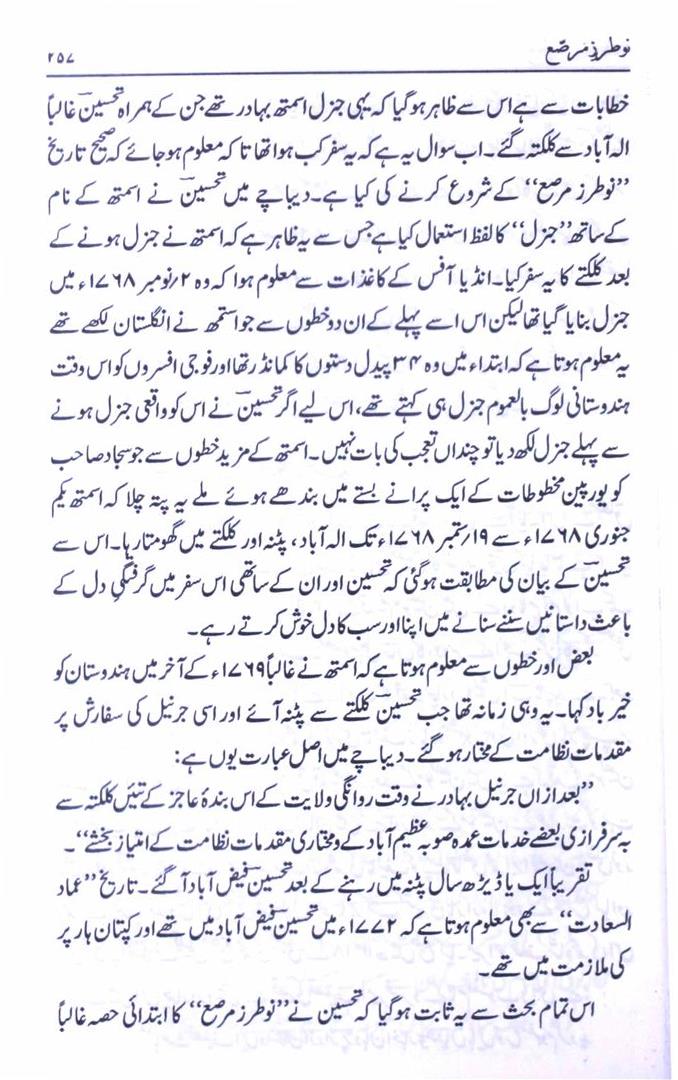 نوطرزِ مرصّع ۲۵۷
خطابات سے ہے اس سے ظاہر ہوگیا کہ یہی جنرل اسمتھ بہادر تھے جن کے ہمراہ تحسینؔ غالباً
الہ آباد سے کلکتہ گئے۔ اب سوال یہ ہے کہ یہ سفر کب ہوا تھا تا کہ معلوم ہو جائے کہ صحیح تاریخ
’’نوطرز مرصع‘‘ کے شروع کرنے کی کیا ہے۔ دیباچے میں تحسینؔ نے اسمتھ کے نام
کے ساتھ ’’جنرل‘‘ کا لفظ استعمال کیا ہے جس سے یہ ظاہر ہے کہ اسمتھ نے جنرل ہونے کے
بعد کلکتے کا یہ سفر کیا۔ انڈیا آفس کے کاغذات سے معلوم ہوا کہ وہ ۲/نومبر ۱۷۶۸ء میں
جنرل بنایا گیا تھا لیکن اس اسے پہلے کے ان دو خطوں سے جو استمھ نے انگلستان لکھے تھے
یہ معلوم ہوتا ہے کہ ابتداء میں وہ ۳۴ پیدل دستوں کا کمانڈر تھا اور فوجی افسروں کو اس وقت
ہندوستانی لوگ بالعموم جنرل ہی کہتے تھے، اس لیے اگر تحسینؔ نے اس کو واقعی جنرل ہونے
سے پہلے جنرل لکھ دیا تو چنداں تعجب کی بات نہیں۔ اسمتھ کے مزید خطوں سے جو سجاد صاحب
کو یورپین مخطوطات کے ایک پرانے بستے میں بندھے ہوئے ملے یہ پتہ چلا کہ اسمتھ یکم
جنوری ۱۷۶۸ء سے ۱۹/ستمبر ۱۷۶۸ء تک الہ آباد، پٹنہ اور کلکتے میں گھومتا رہا۔ اس سے
تحسینؔ کے بیان کی مطابقت ہوگئی کہ تحسین اور ان کے ساتھی اس سفر میں گرفتگیِ دل کے
باعث داستانیں سننے سنانے میں اپنا اور سب کا دل خوش کرتے رہے۔
بعض اور خطوں سے معلوم ہوتا ہے کہ اسمتھ نے غالباً ۱۷۶۹ء کے آخر میں ہندوستان کو
خیر باد کہا۔ یہ وہی زمانہ تھا جب تحسینؔ کلکتے سے پٹنہ آئے اور اسی جرنیل کی سفارش پر
مقدمات نظامت کے مختار ہوگئے۔ دیباچے میں اصل عبارت یوں ہے:
’’بعد ازاں جرنیل بہادر نے وقت روانگی ولایت کے اس بندۂ عاجز کے تئیں کلکتہ سے
بہ سرفرازی بعضے خدمات عمدہ صوبہ عظیم آباد کے ومختاری مقدمات نظامت کے امتیاز بخشے‘‘۔
تقریباً ایک یا ڈیڑھ سال پٹنہ میں رہنے کے بعد تحسینؔ فیض آباد آ گئے۔ تاریخ ’’عماد
السعادت‘‘ سے بھی معلوم ہوتا ہے کہ ۱۷۷۲ء میں تحسینؔ فیض آباد میں تھے اور کپتان ہار پر
کی ملازمت میں تھے۔
اس تمام بحث سے یہ ثابت ہوگیا کہ تحسین نے ’’نوطرز مرصع‘‘ کا ابتدائی حصہ غالباً